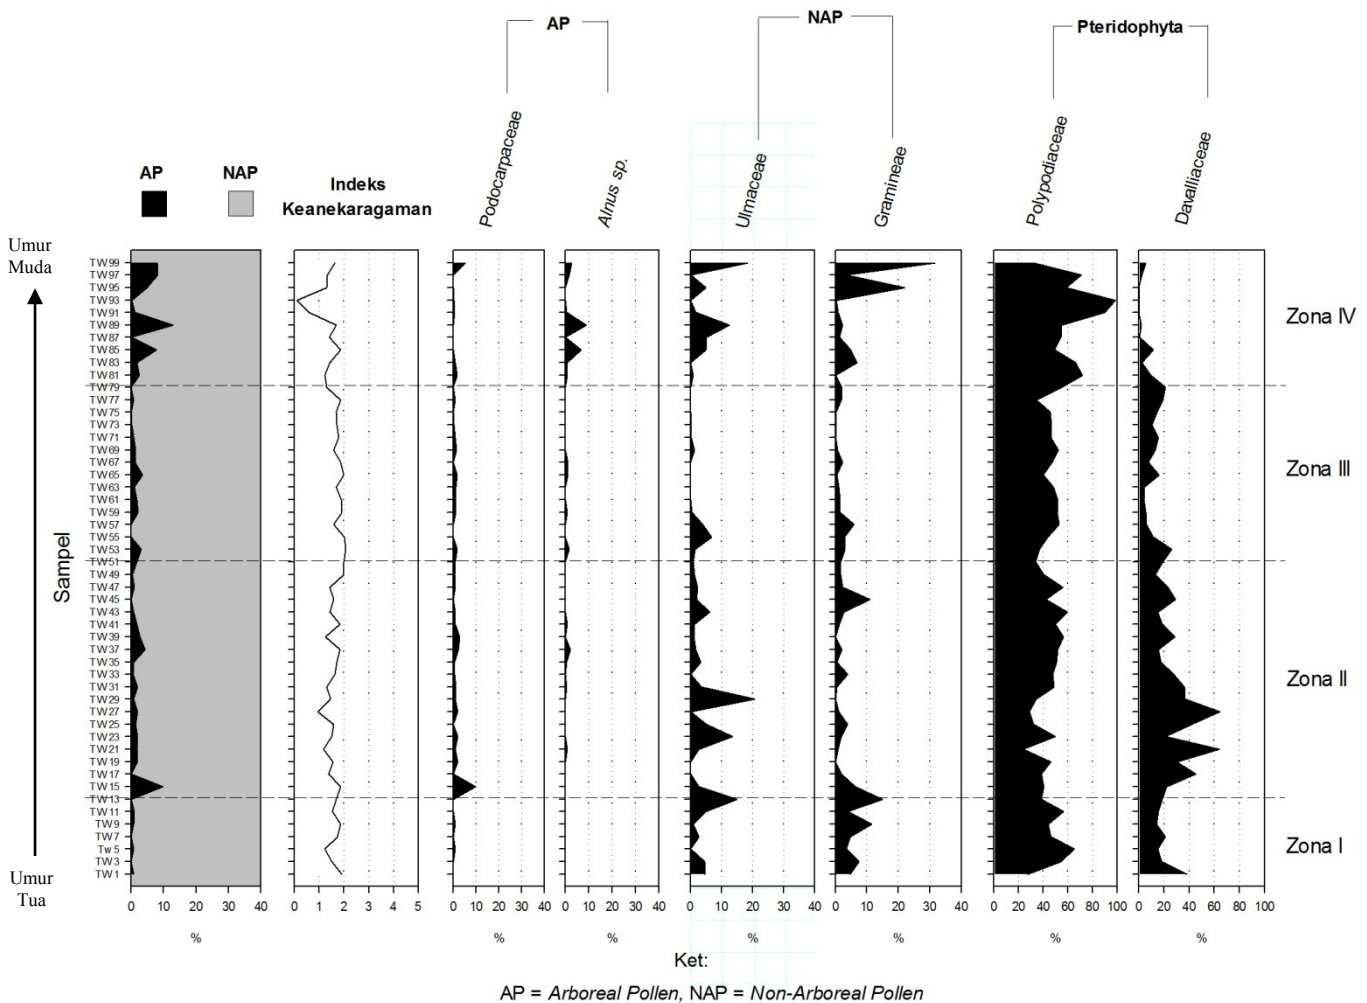 AP
NAP
Pteridophyta
Podocarpaceae
Alnus sp.
Ulmaceae
Gramineae
Polypodiaceae
Davalliaceae
AP
NAP
Indeks
Keanekaragaman
Umur
Muda
Sampel
Umur
Tua
TW99
TW97
TW95
TW93
TW91
TW89
TW87
TW85
TW83
TW81
TW79
TW77
TW75
TW73
TW71
TW69
TW67
TW65
TW63
TW61
TW59
TW57
TW55
TW53
TW51
TW49
TW47
TW45
TW43
TW41
TW39
TW37
TW35
TW33
TW31
TW29
TW27
TW25
TW23
TW21
TW19
TW17
TW15
TW13
TW11
TW9
TW7
Tw5
TW3
TW1
Zona IV
Zona III
Zona II
Zona I
0 10 20 30 40
0 1 2 3 4 5
0 10 20 30 40
0 10 20 30 40
0 10 20 30 40
0 10 20 30 40
0 20 40 60 80 100
0 20 40 60 80 100
% % % % % % %
Ket:
AP = Arboreal Pollen, NAP = Non-Arboreal Pollen